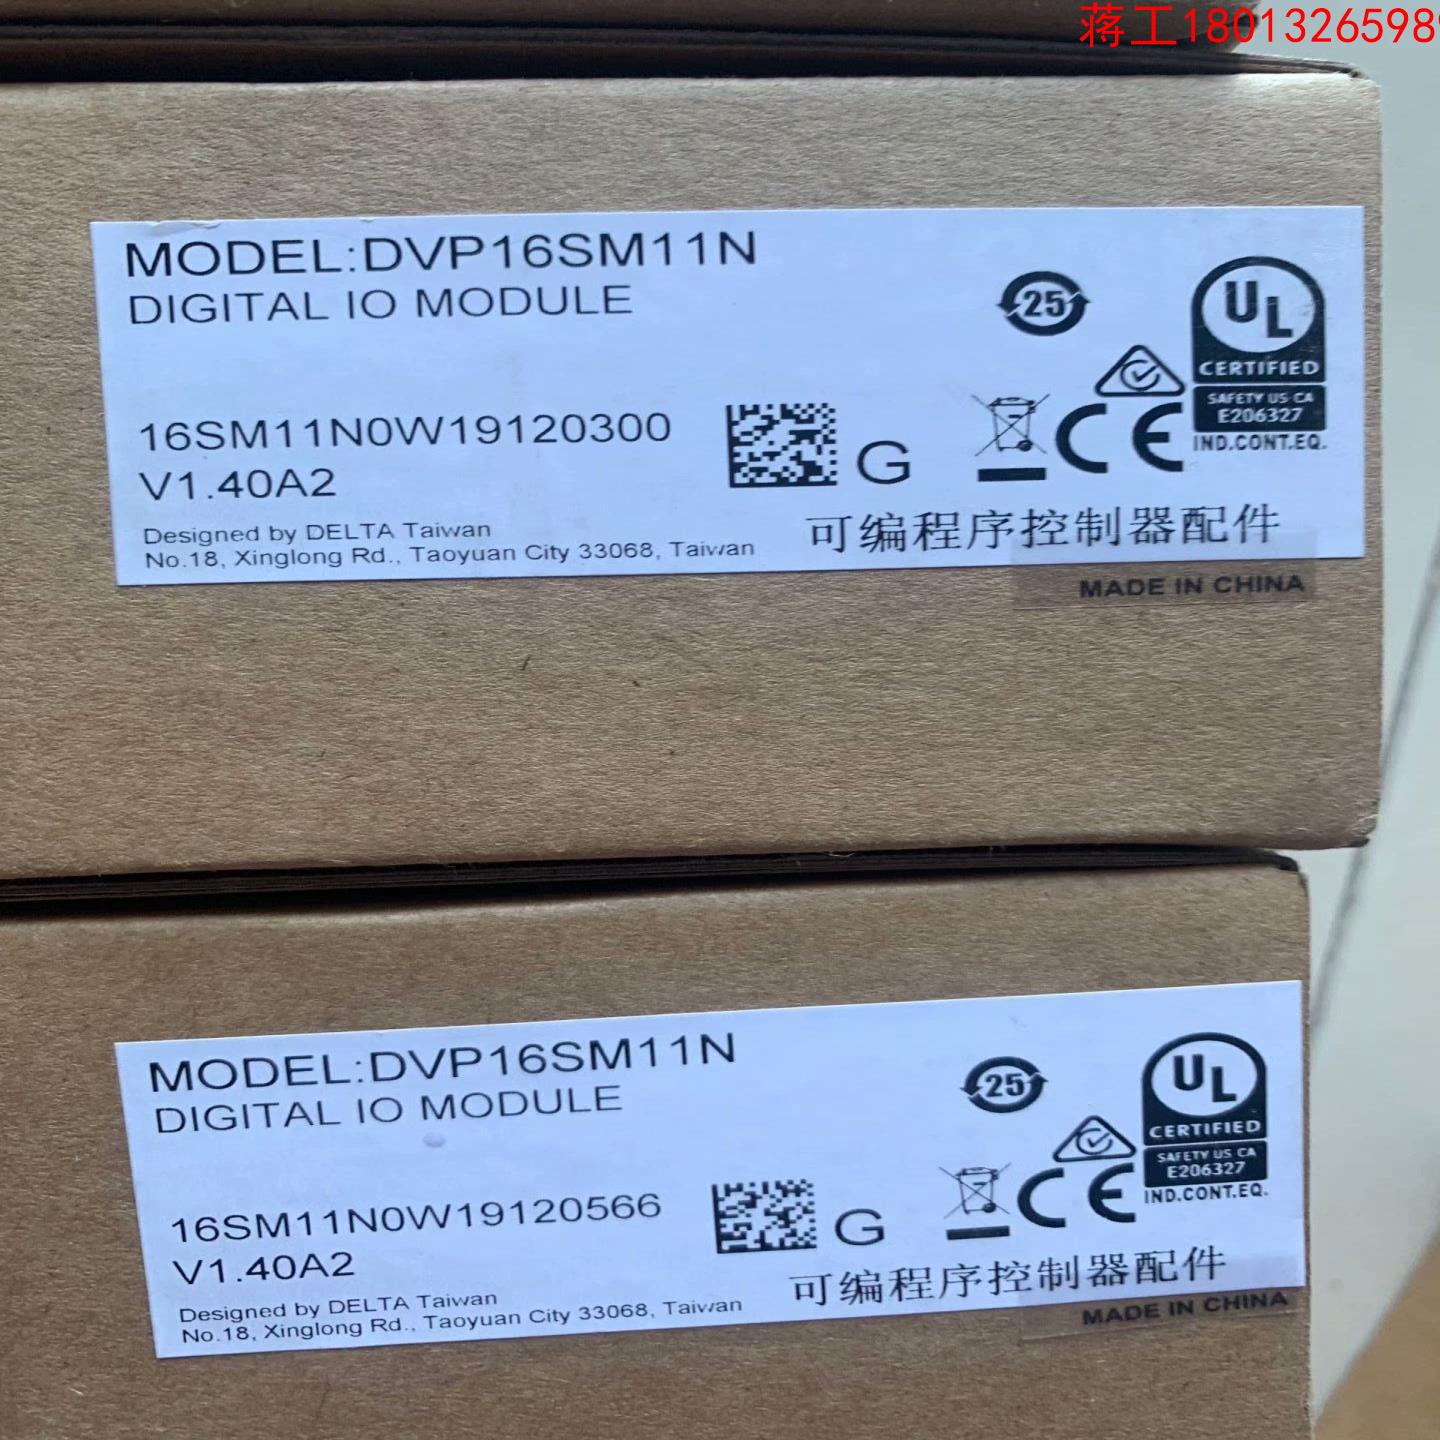 蒋工1801326598
MODEL:DVP16SM11N
DIGITAL IO MODULE
25
UL
CERTIFIED
SAFETY US CA
E206327
IND.CONT.EQ.
16SM11N0W19120300
G
CE
V1.40A2
Designed by DELTA Taiwan
No.18, Xinglong Rd., Taoyuan City 33068, Taiwan
可编程序控制器配件
MADE IN CHINA
MODEL:DVP16SM11N
DIGITAL IO MODULE
25
UL
CERTIFIED
SAFETY US CA
E206327
IND.CONT.EQ.
16SM11N0W19120566
G
CE
V1.40A2
Designed by DELTA Taiwan
No.18, Xinglong Rd., Taoyuan City 33068, Taiwan
可编程序控制器配件
MADE IN CHINA